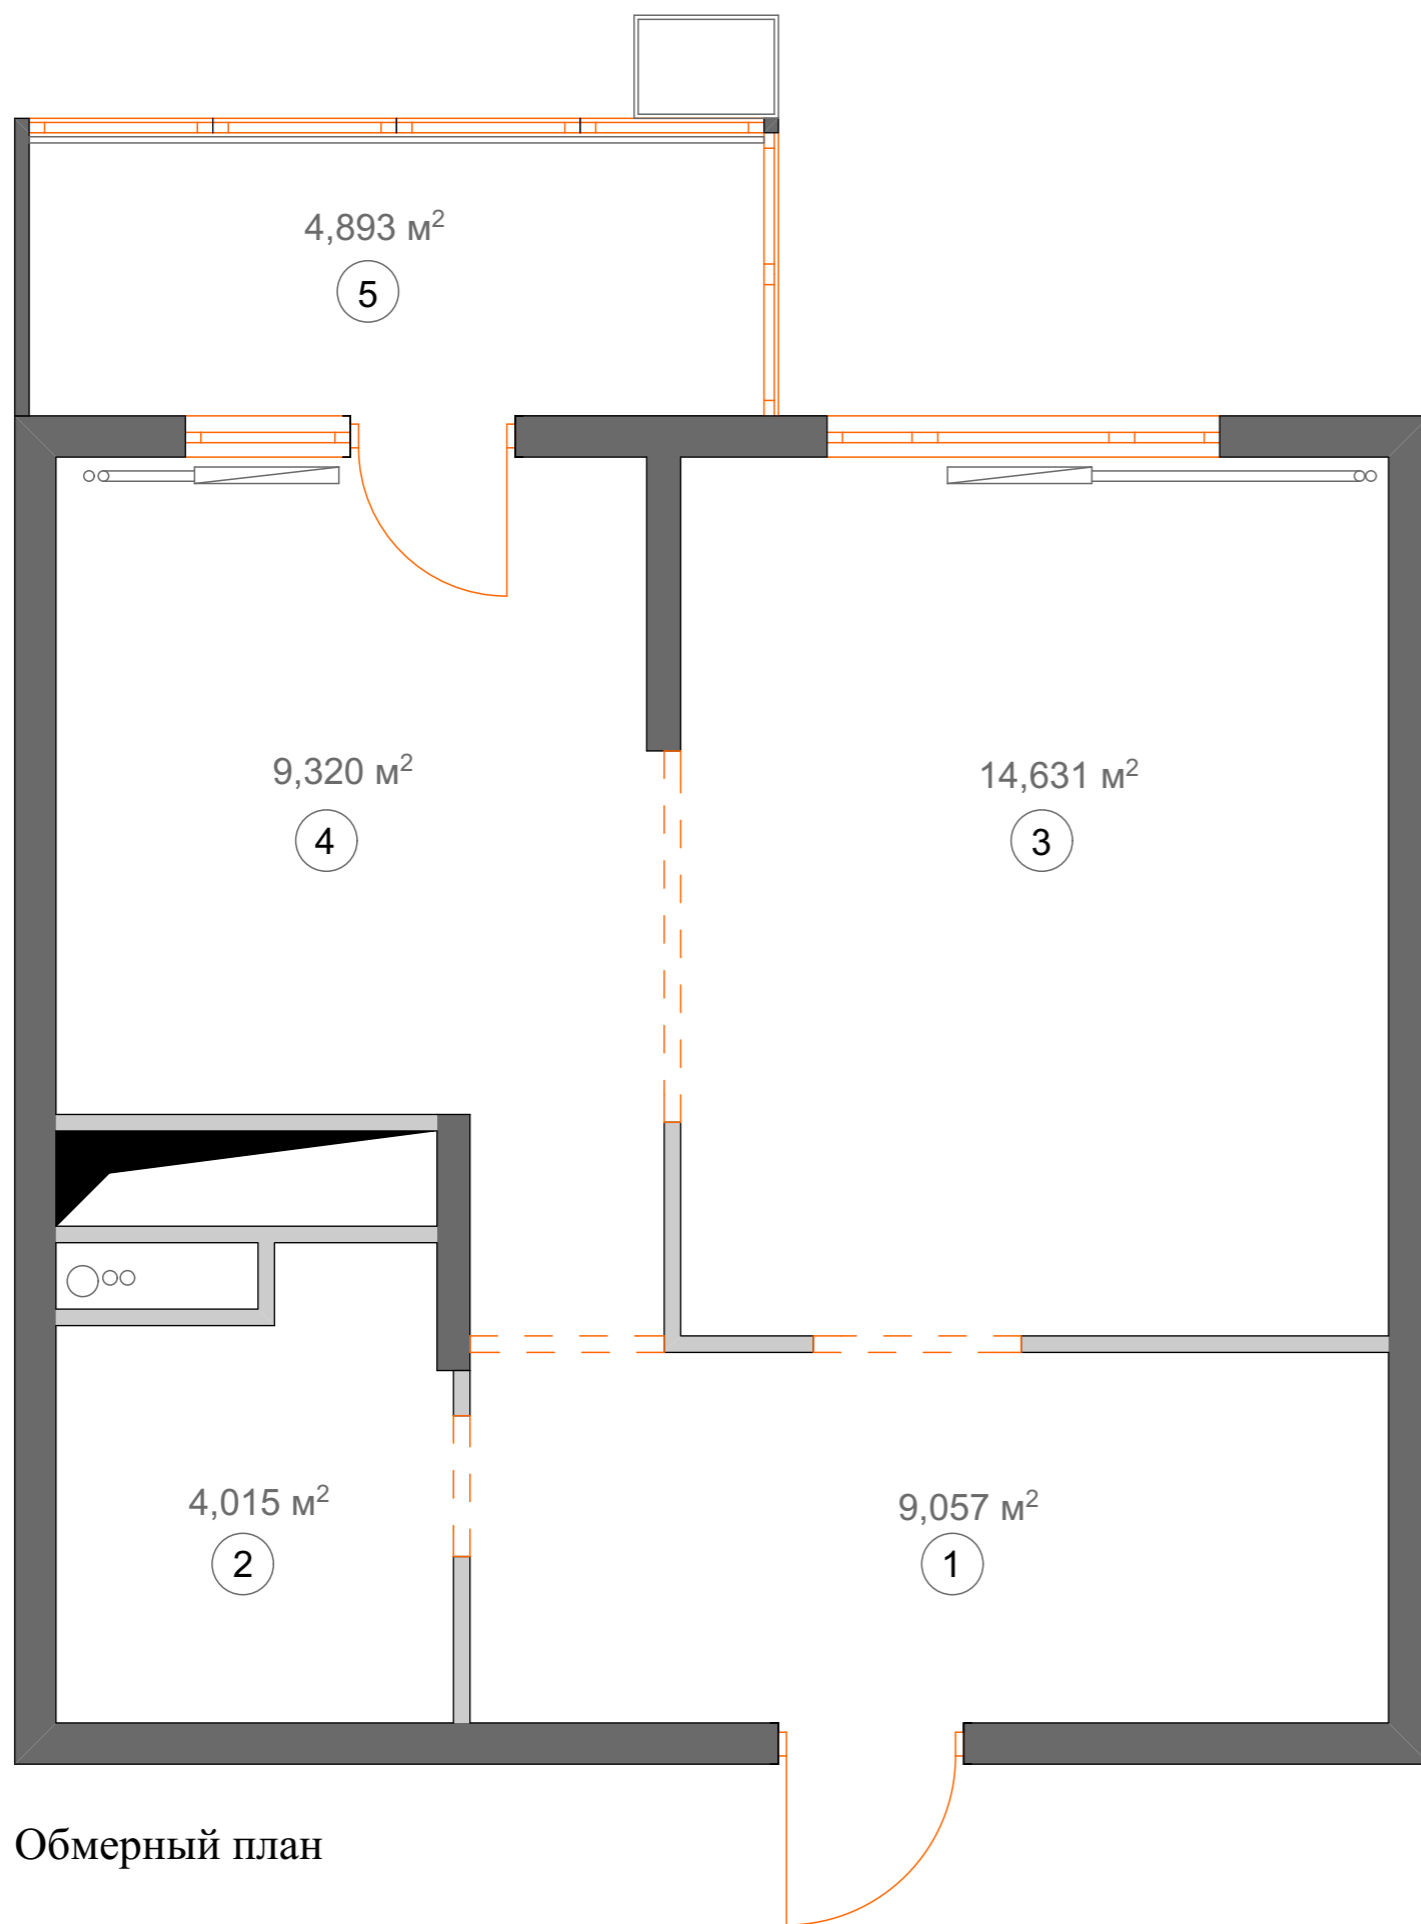 4,893 м²
5
9,320 м²
4
14,631 м²
3
4,015 м²
2
9,057 м²
1
Обмерный план